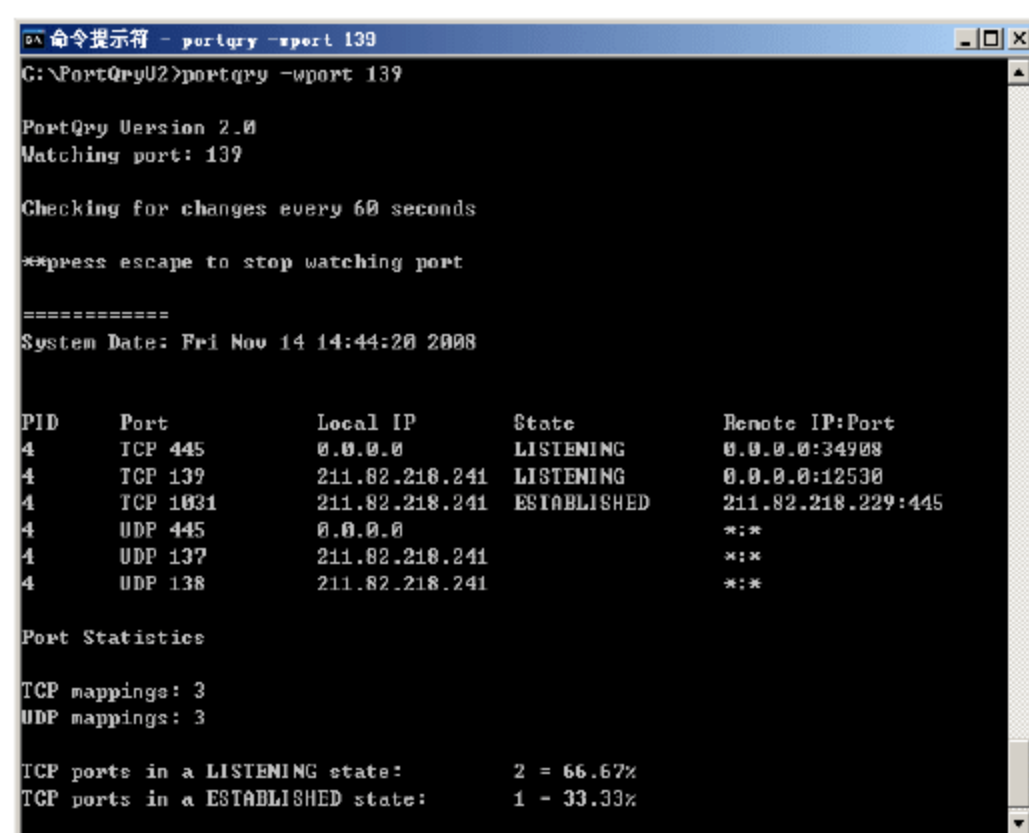 命令提示符 - portqry -wport 139
C:\PortQryV2>portqry -wport 139
PortQry Version 2.0
Watching port: 139
Checking for changes every 60 seconds
**press escape to stop watching port
============
System Date: Fri Nov 14 14:44:20 2008
PID Port Local IP State Remote IP:Port
4 TCP 445 0.0.0.0 LISTENING 0.0.0.0:34908
4 TCP 139 211.82.218.241 LISTENING 0.0.0.0:12530
4 TCP 1031 211.82.218.241 ESTABLISHED 211.82.218.229:445
4 UDP 445 0.0.0.0 *:*
4 UDP 137 211.82.218.241 *:*
4 UDP 138 211.82.218.241 *:*
Port Statistics
TCP mappings: 3
UDP mappings: 3
TCP ports in a LISTENING state: 2 = 66.67%
TCP ports in a ESTABLISHED state: 1 = 33.33%